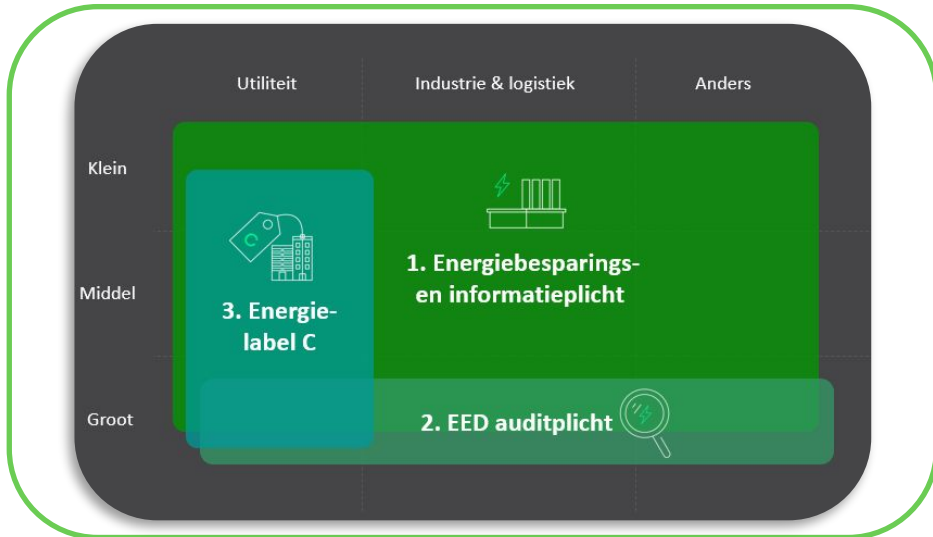 Utiliteit
Industrie & logistiek
Anders
Klein
Middel
Groot
1. Energiebesparings-
en informatieplicht
3. Energie-
label C
2. EED auditplicht